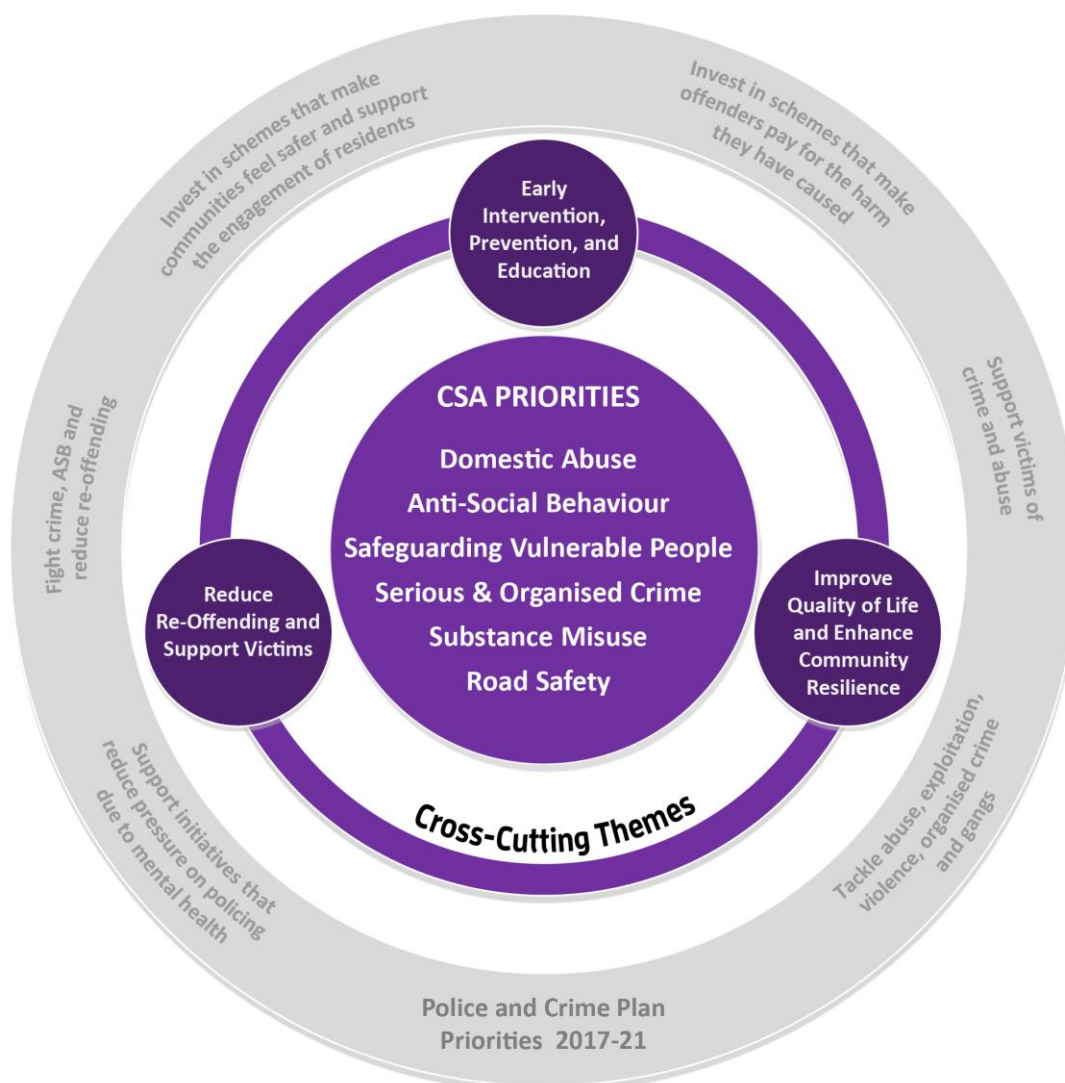 Invest in schemes that make
communities feel safer and support
the engagement of residents
Invest in schemes that make
offenders pay for the harm
they have caused
Early
Intervention,
Prevention, and
Education
Fight crime, ASB and
reduce re-offending
CSA PRIORITIES
Domestic Abuse
Anti-Social Behaviour
Safeguarding Vulnerable People
Serious & Organised Crime
Substance Misuse
Road Safety
Support victims of
crime and abuse
Reduce
Re-Offending and
Support Victims
Improve
Quality of Life
and Enhance
Community
Resilience
Cross-Cutting Themes
Support initiatives that
reduce pressure on policing
due to mental health
Tackle abuse, exploitation,
violence, organised crime
and gangs
Police and Crime Plan
Priorities 2017-21